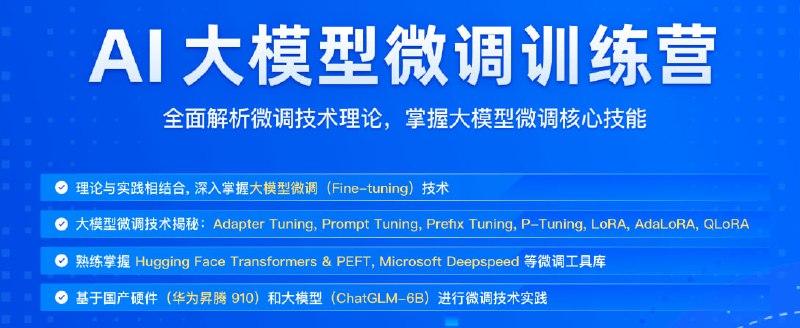 AI 大模型微调训练营
全面解析微调技术理论，掌握大模型微调核心技能
理论与实践相结合, 深入掌握大模型微调（Fine-tuning）技术
大模型微调技术揭秘：Adapter Tuning, Prompt Tuning, Prefix Tuning, P-Tuning, LoRA, AdaLoRA, QLoRA
熟练掌握 Hugging Face Transformers & PEFT, Microsoft Deepspeed 等微调工具库
基于国产硬件（华为昇腾 910）和大模型（ChatGLM-6B）进行微调技术实践